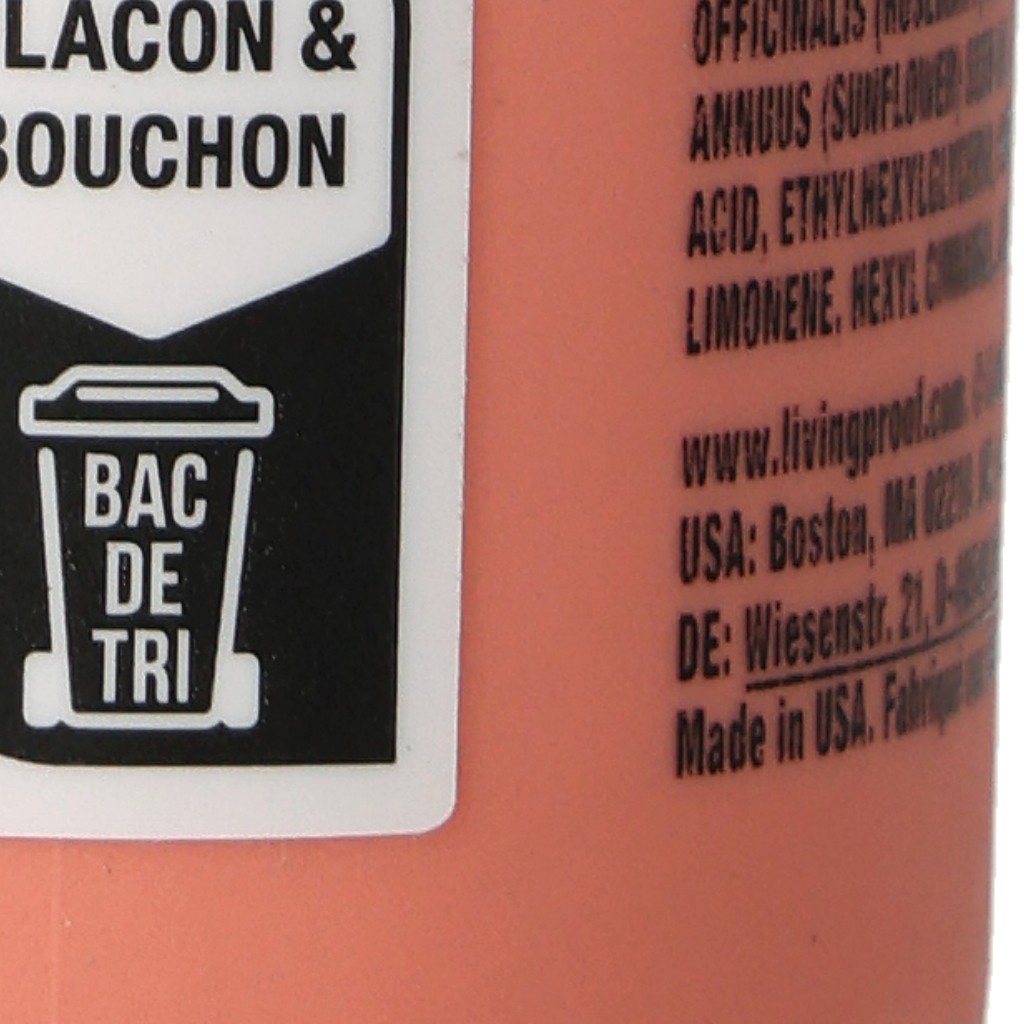 LACON &
BOUCHON
BAC
DE
TRI
OFFICINALIS
ANNUUS (SUNFLOWER)
ACID,
LIMONENE, HEXYL
www.livingproof.com.
USA: Boston, MA 02210,
DE: Wiesenstr. 21,
Made in USA.